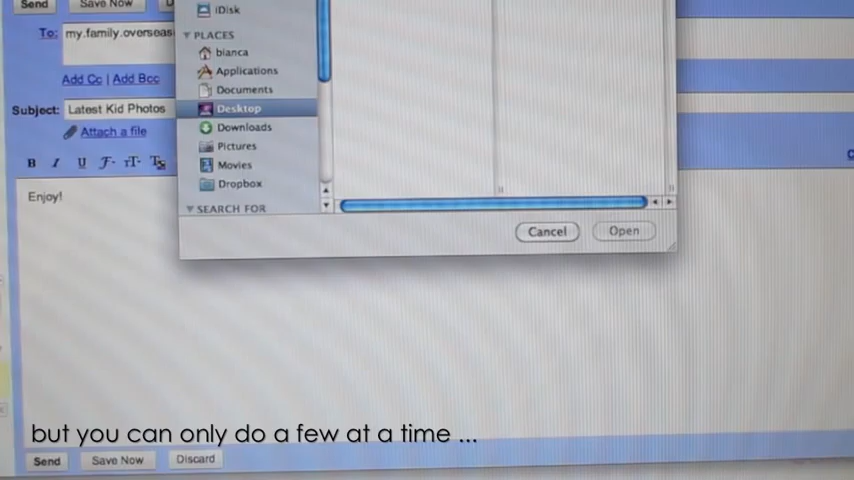 Send Save Now
iDisk
PLACES
To: my.family.overseas
bianca
Applications
Add Cc | Add Bcc
Documents
Subject: Latest Kid Photos
Desktop
Attach a file
Downloads
Pictures
B I U
Movies
Dropbox
Enjoy!
SEARCH FOR
Cancel Open
but you can only do a few at a time ...
Send Save Now Discard